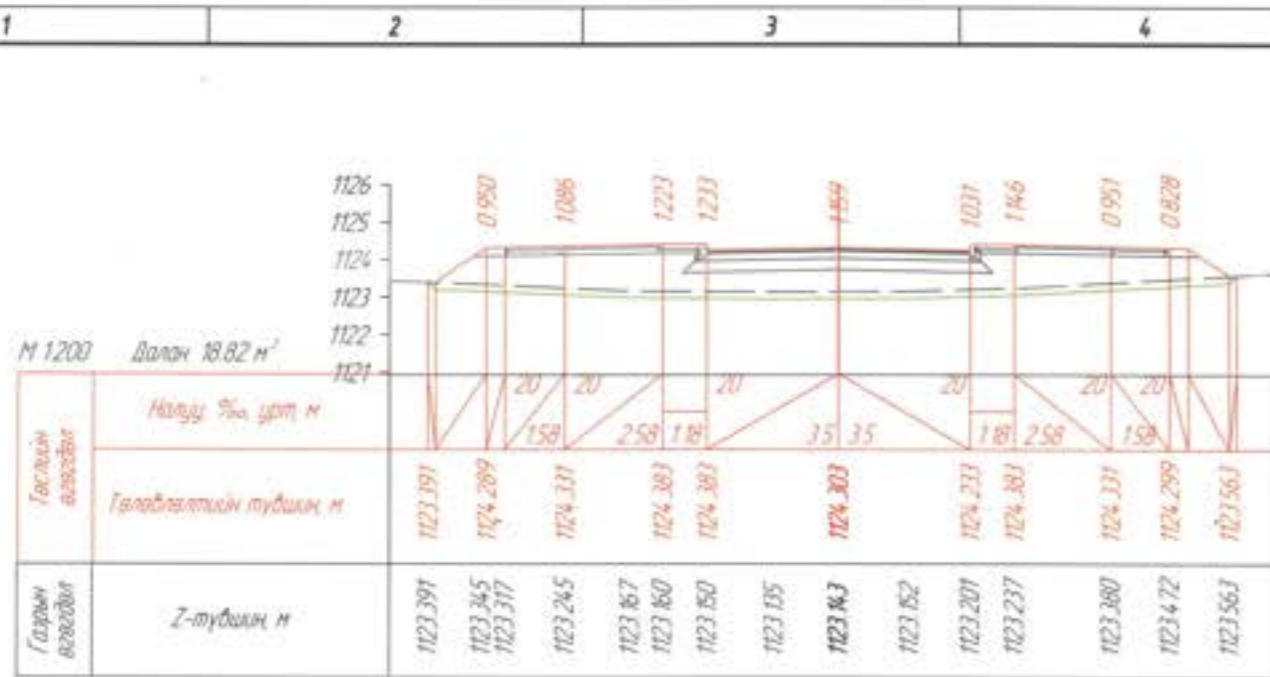 1 2 3 4
1126
1125
1124
1123
1122
1121
0.950 1.086 1.223 1.233 1.159 1.031 1.146 0.951 0.828
М 1:200 Далан 18.82 м²
Төслийн өгөгдөл
Налуу, ‰, урт, м
20 20 20 20 20 20
1.58 2.58 1.18 3.5 3.5 1.18 2.58 1.58
Төлөвлөлтийн түвшин, м
1123.391 1124.289 1124.331 1124.383 1124.383 1124.303 1124.233 1124.383 1124.331 1124.299 1123.563
Газрын өгөгдөл
Z-түвшин, м
1123.391 1123.345 1123.317 1123.245 1123.167 1123.160 1123.150 1123.135 1123.143 1123.152 1123.201 1123.237 1123.380 1123.472 1123.563